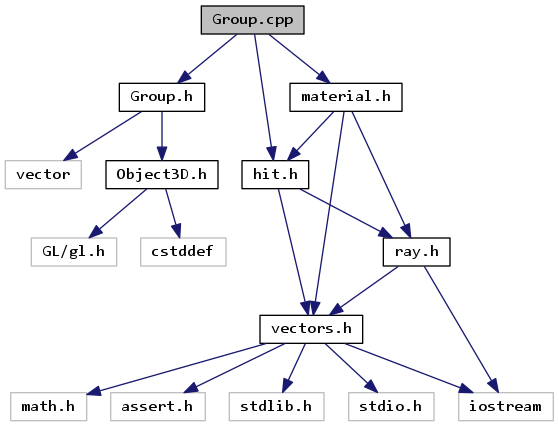 Group.cpp
Group.h
material.h
vector
Object3D.h
hit.h
GL/gl.h
cstddef
ray.h
vectors.h
math.h
assert.h
stdlib.h
stdio.h
iostream